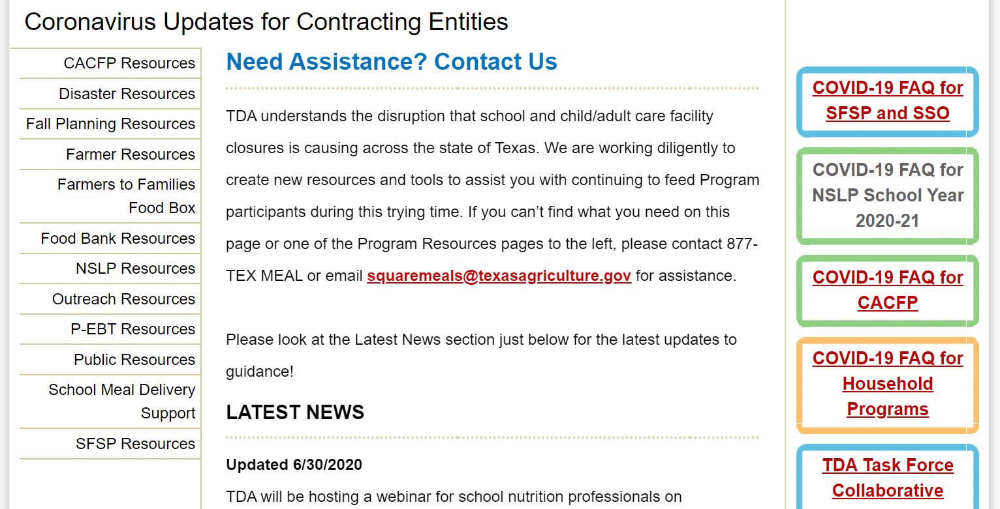 Coronavirus Updates for Contracting Entities
CACFP Resources
Disaster Resources
Fall Planning Resources
Farmer Resources
Farmers to Families
Food Box
Food Bank Resources
NSLP Resources
Outreach Resources
P-EBT Resources
Public Resources
School Meal Delivery
Support
SFSP Resources
Need Assistance? Contact Us
TDA understands the disruption that school and child/adult care facility
closures is causing across the state of Texas. We are working diligently to
create new resources and tools to assist you with continuing to feed Program
participants during this trying time. If you can’t find what you need on this
page or one of the Program Resources pages to the left, please contact 877-
TEX MEAL or email squaremeals@texasagriculture.gov for assistance.
Please look at the Latest News section just below for the latest updates to
guidance!
LATEST NEWS
Updated 6/30/2020
TDA will be hosting a webinar for school nutrition professionals on
COVID-19 FAQ for
SFSP and SSO
COVID-19 FAQ for
NSLP School Year
2020-21
COVID-19 FAQ for
CACFP
COVID-19 FAQ for
Household
Programs
TDA Task Force
Collaborative